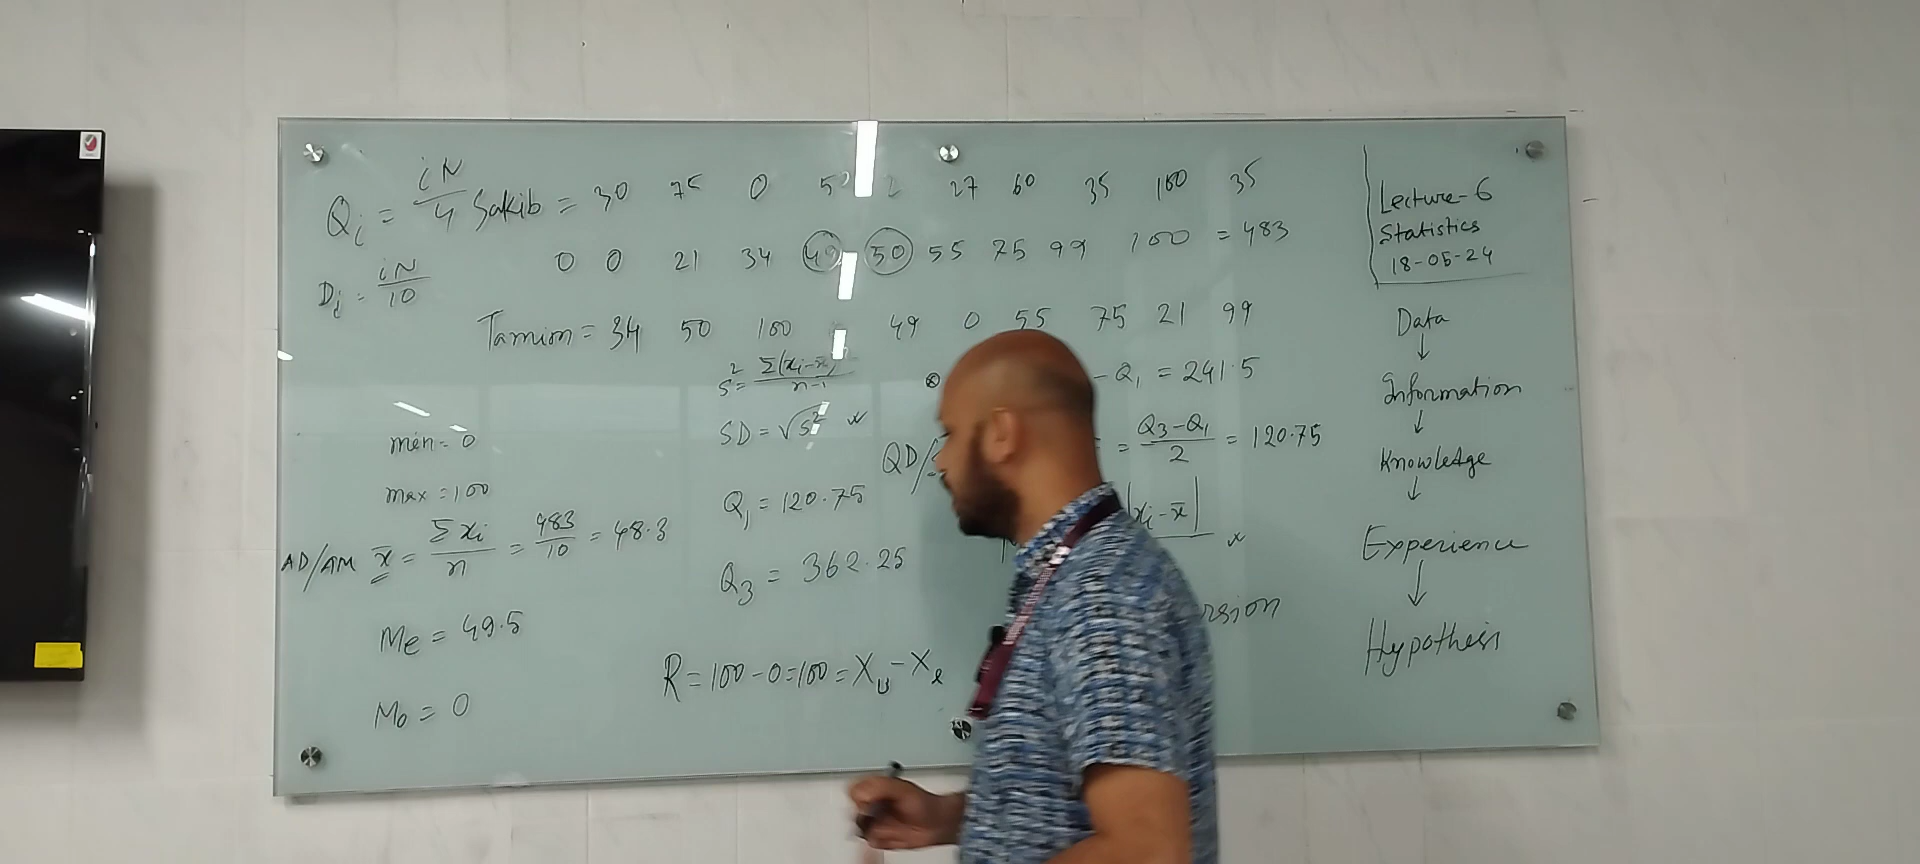 Qi = iN/4
Sakib = 30 75 0 50 2 27 60 35 100 35
0 0 21 34 49 50 55 75 99 100 = 483
Di = iN/10
Tamim = 34 50 100 49 0 55 75 21 99
S² = Σ(xi-x̄)/n-1
- Q1 = 241.5
min = 0
SD = √S²
QD/
= Q3-Q1/2 = 120.75
max = 100
Q1 = 120.75
|xi-x̄|
AD/AM x̄ = Σxi/n = 483/10 = 48.3
Q3 = 362.25
Me = 49.5
rsion
R = 100-0=100 = Xu - Xl
Mo = 0
Lecture-6
Statistics
18-05-24
Data
↓
Information
↓
Knowledge
↓
Experience
↓
Hypothesis